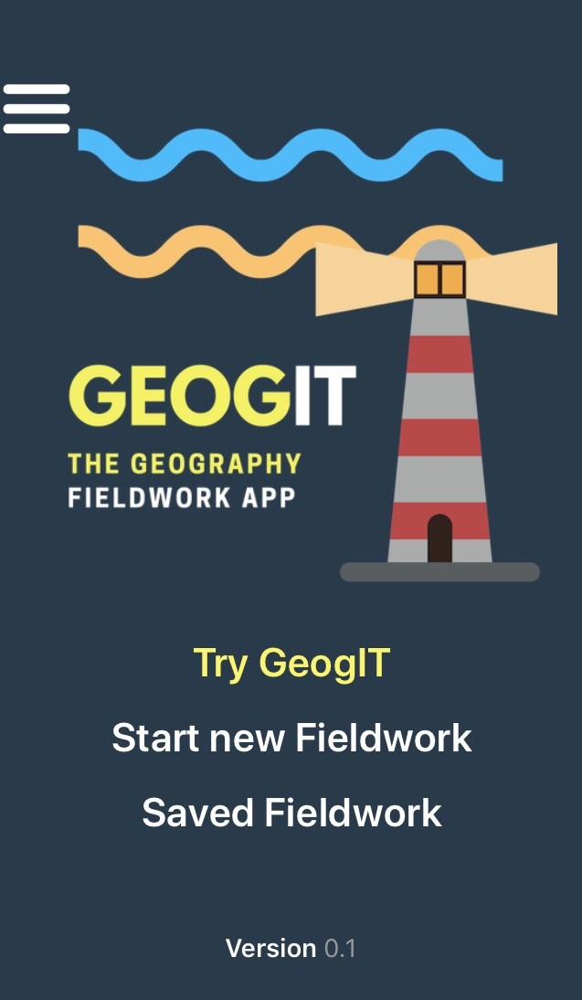 GEOGIT
THE GEOGRAPHY
FIELDWORK APP
Try GeogIT
Start new Fieldwork
Saved Fieldwork
Version 0.1